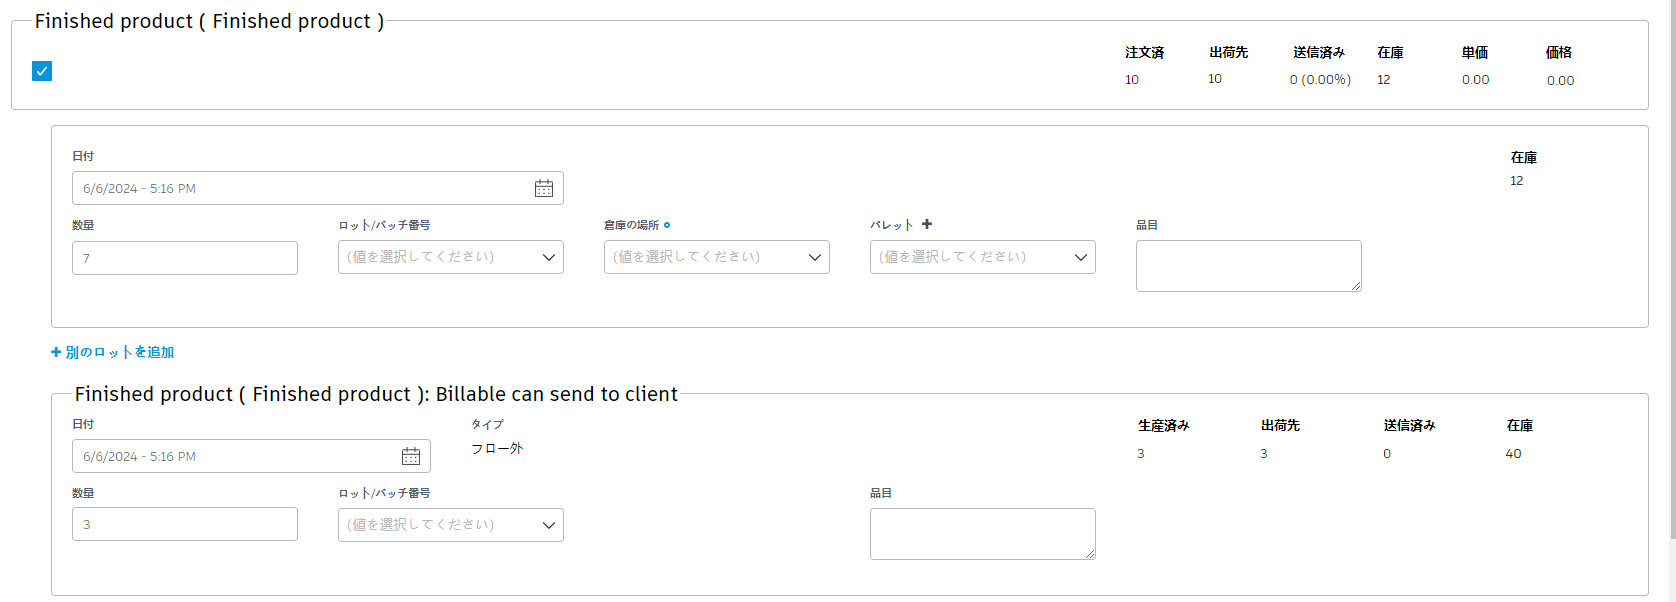 Finished product ( Finished product )
注文済 出荷先 送信済み 在庫 単価 価格
10 10 0 (0.00%) 12 0.00 0.00
日付 在庫
6/6/2024 - 5:16 PM 12
数量 ロット/バッチ番号 倉庫の場所 パレット + 品目
7 (値を選択してください) (値を選択してください) (値を選択してください)
+ 別のロットを追加
Finished product ( Finished product ): Billable can send to client
日付 タイプ 生産済み 出荷先 送信済み 在庫
6/6/2024 - 5:16 PM フロー外 3 3 0 40
数量 ロット/バッチ番号 品目
3 (値を選択してください)